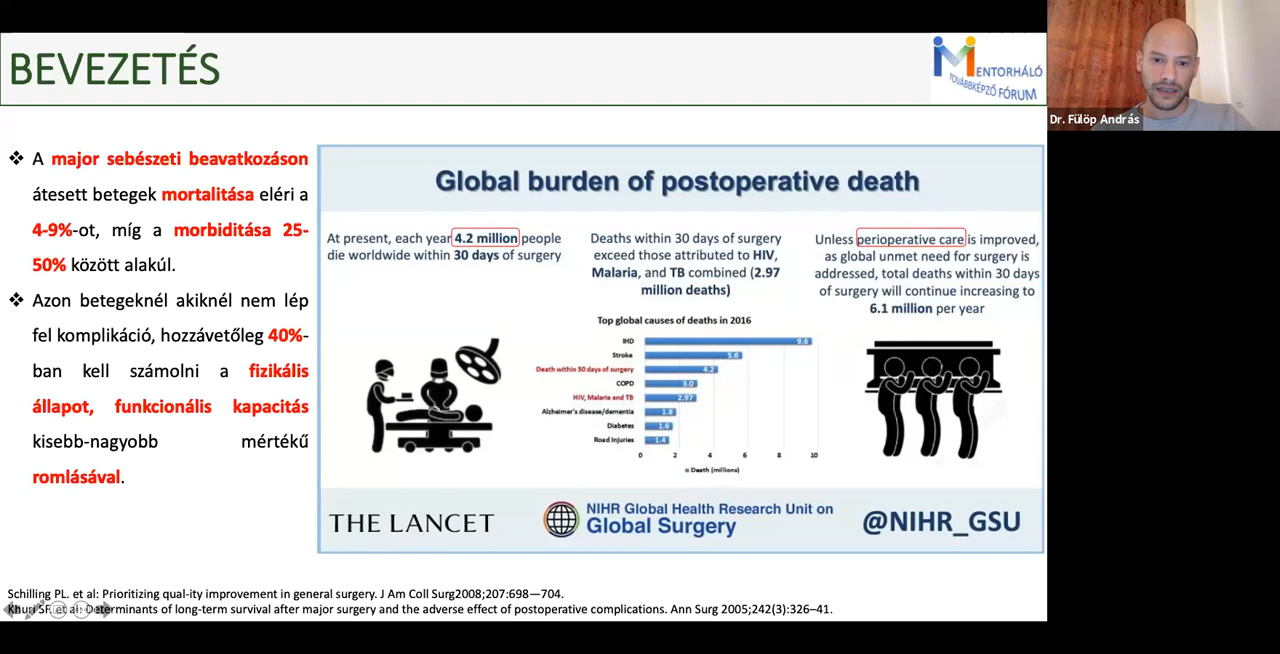 BEVEZETÉS
MENTORHÁLÓ
TOVÁBBKÉPZŐ FÓRUM
Dr. Fülöp András
❖ A major sebészeti beavatkozáson
átesett betegek mortalitása eléri a
4-9%-ot, míg a morbiditása 25-
50% között alakúl.
❖ Azon betegeknél akiknél nem lép
fel komplikáció, hozzávetőleg 40%-
ban kell számolni a fizikális
állapot, funkcionális kapacitás
kisebb-nagyobb mértékű
romlásával.
Global burden of postoperative death
At present, each year 4.2 million people
die worldwide within 30 days of surgery
Deaths within 30 days of surgery
exceed those attributed to HIV,
Malaria, and TB combined (2.97
million deaths)
Unless perioperative care is improved,
as global unmet need for surgery is
addressed, total deaths within 30 days
of surgery will continue increasing to
6.1 million per year
Top global causes of deaths in 2016
IHD 9.6
Stroke 5.6
Death within 30 days of surgery 4.2
COPD 3.0
HIV, Malaria and TB 2.97
Alzheimer's disease/dementia 1.8
Diabetes 1.6
Road Injuries 1.4
0 2 4 6 8 10
Death (millions)
THE LANCET
NIHR Global Health Research Unit on
Global Surgery
@NIHR_GSU
Schilling PL. et al: Prioritizing qual-ity improvement in general surgery. J Am Coll Surg2008;207:698—704.
Khuri SF. et al: Determinants of long-term survival after major surgery and the adverse effect of postoperative complications. Ann Surg 2005;242(3):326–41.